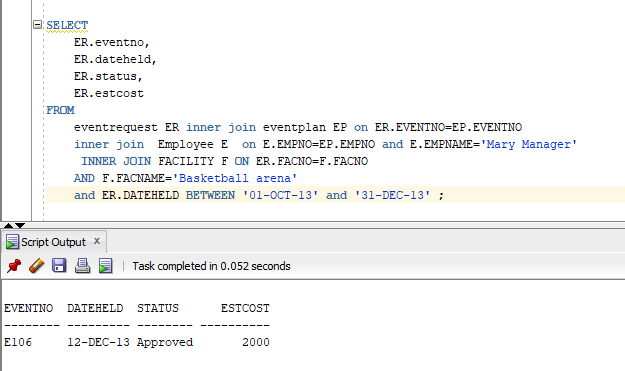 SELECT
ER.eventno,
ER.dateheld,
ER.status,
ER.estcost
FROM
eventrequest ER inner join eventplan EP on ER.EVENTNO=EP.EVENTNO
inner join  Employee E  on E.EMPNO=EP.EMPNO and E.EMPNAME='Mary Manager'
INNER JOIN FACILITY F ON ER.FACNO=F.FACNO
AND F.FACNAME='Basketball arena'
and ER.DATEHELD BETWEEN '01-OCT-13' and '31-DEC-13' ;
Script Output x
Task completed in 0.052 seconds
EVENTNO  DATEHELD  STATUS      ESTCOST
-------- --------- -------- ----------
E106     12-DEC-13 Approved       2000